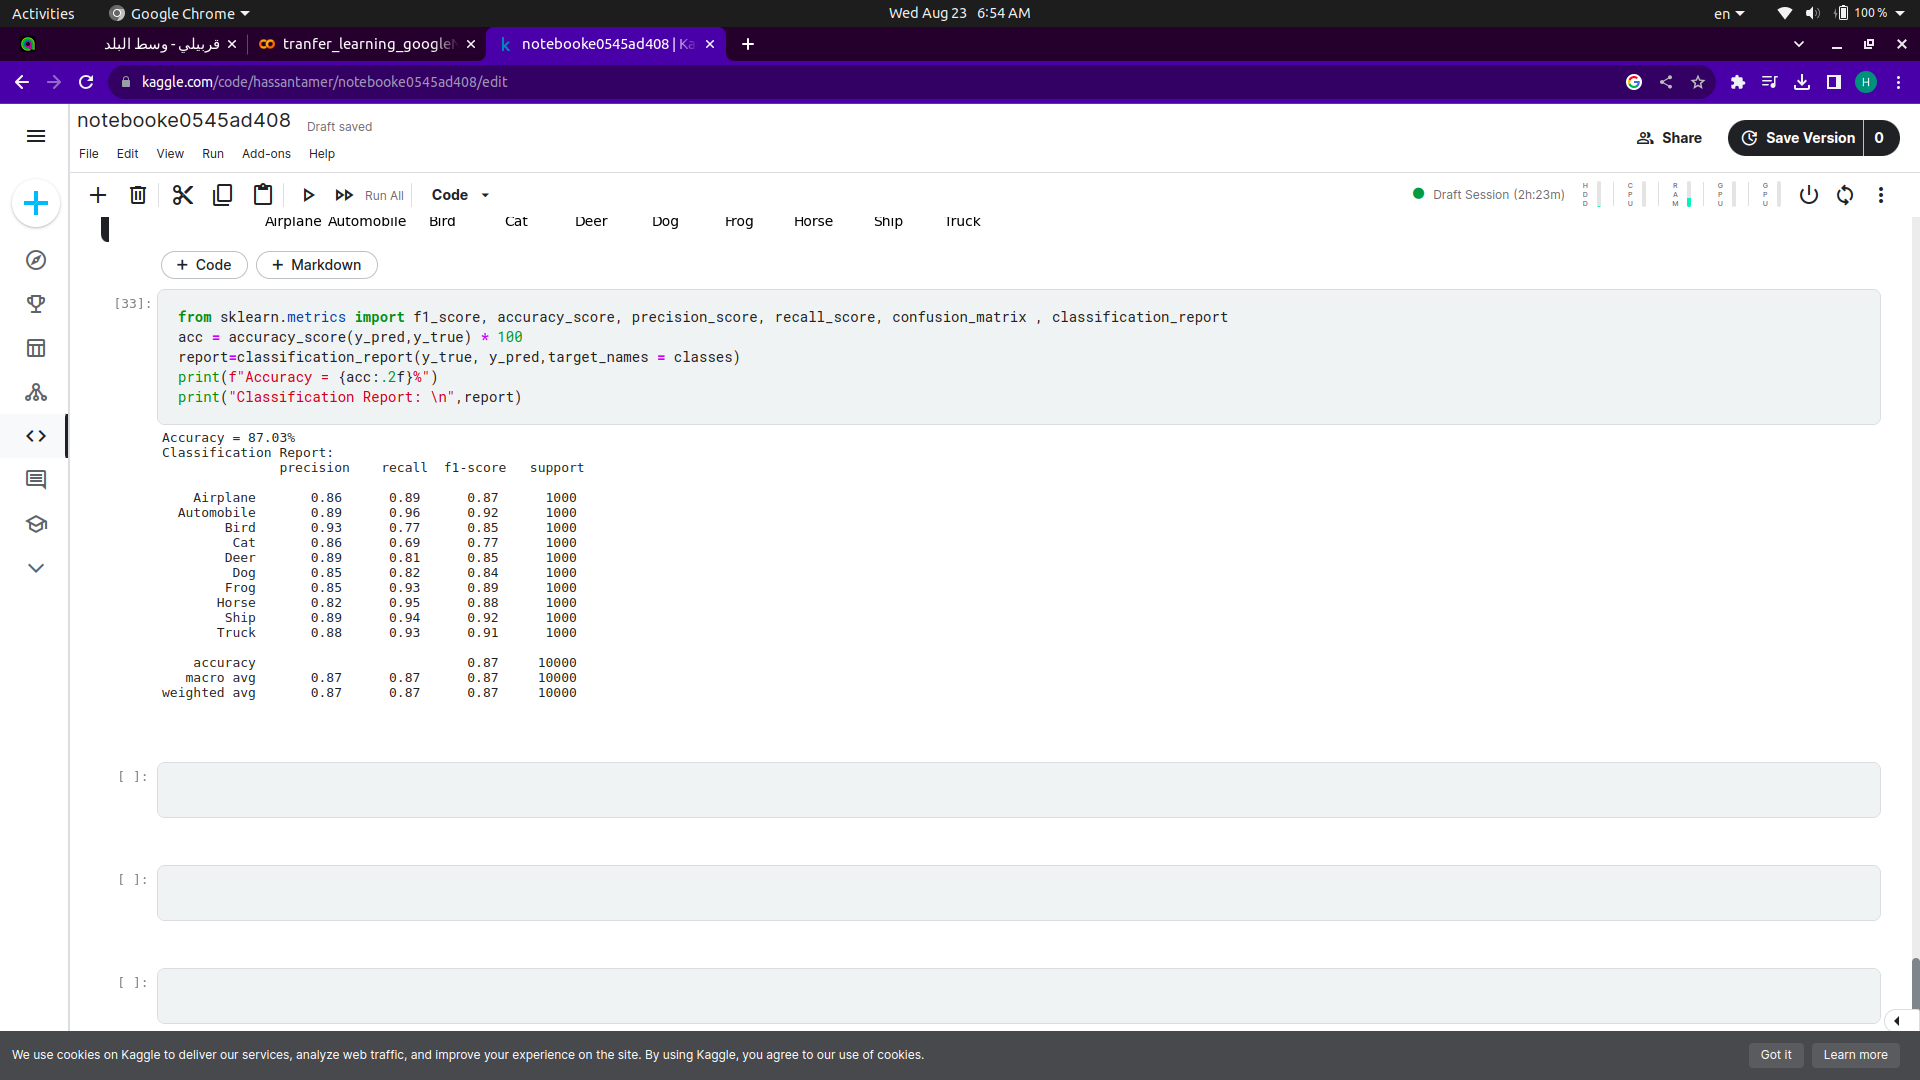 Activities Google Chrome Wed Aug 23 6:54 AM en 100 %
قربيلي - وسط البلد tranfer_learning_googleN notebooke0545ad408 | Ka
kaggle.com/code/hassantamer/notebooke0545ad408/edit H
notebooke0545ad408 Draft saved
Share Save Version 0
File Edit View Run Add-ons Help
Run All Code Draft Session (2h:23m) HDD CPU RAM GPU GPU
Airplane Automobile Bird Cat Deer Dog Frog Horse Ship Truck
+ Code + Markdown
[33]:
from sklearn.metrics import f1_score, accuracy_score, precision_score, recall_score, confusion_matrix , classification_report
acc = accuracy_score(y_pred,y_true) * 100
report=classification_report(y_true, y_pred,target_names = classes)
print(f"Accuracy = {acc:.2f}%")
print("Classification Report: \n",report)
Accuracy = 87.03%
Classification Report:
precision recall f1-score support
Airplane 0.86 0.89 0.87 1000
Automobile 0.89 0.96 0.92 1000
Bird 0.93 0.77 0.85 1000
Cat 0.86 0.69 0.77 1000
Deer 0.89 0.81 0.85 1000
Dog 0.85 0.82 0.84 1000
Frog 0.85 0.93 0.89 1000
Horse 0.82 0.95 0.88 1000
Ship 0.89 0.94 0.92 1000
Truck 0.88 0.93 0.91 1000
accuracy 0.87 10000
macro avg 0.87 0.87 0.87 10000
weighted avg 0.87 0.87 0.87 10000
[ ]:
[ ]:
[ ]:
We use cookies on Kaggle to deliver our services, analyze web traffic, and improve your experience on the site. By using Kaggle, you agree to our use of cookies. Got it Learn more